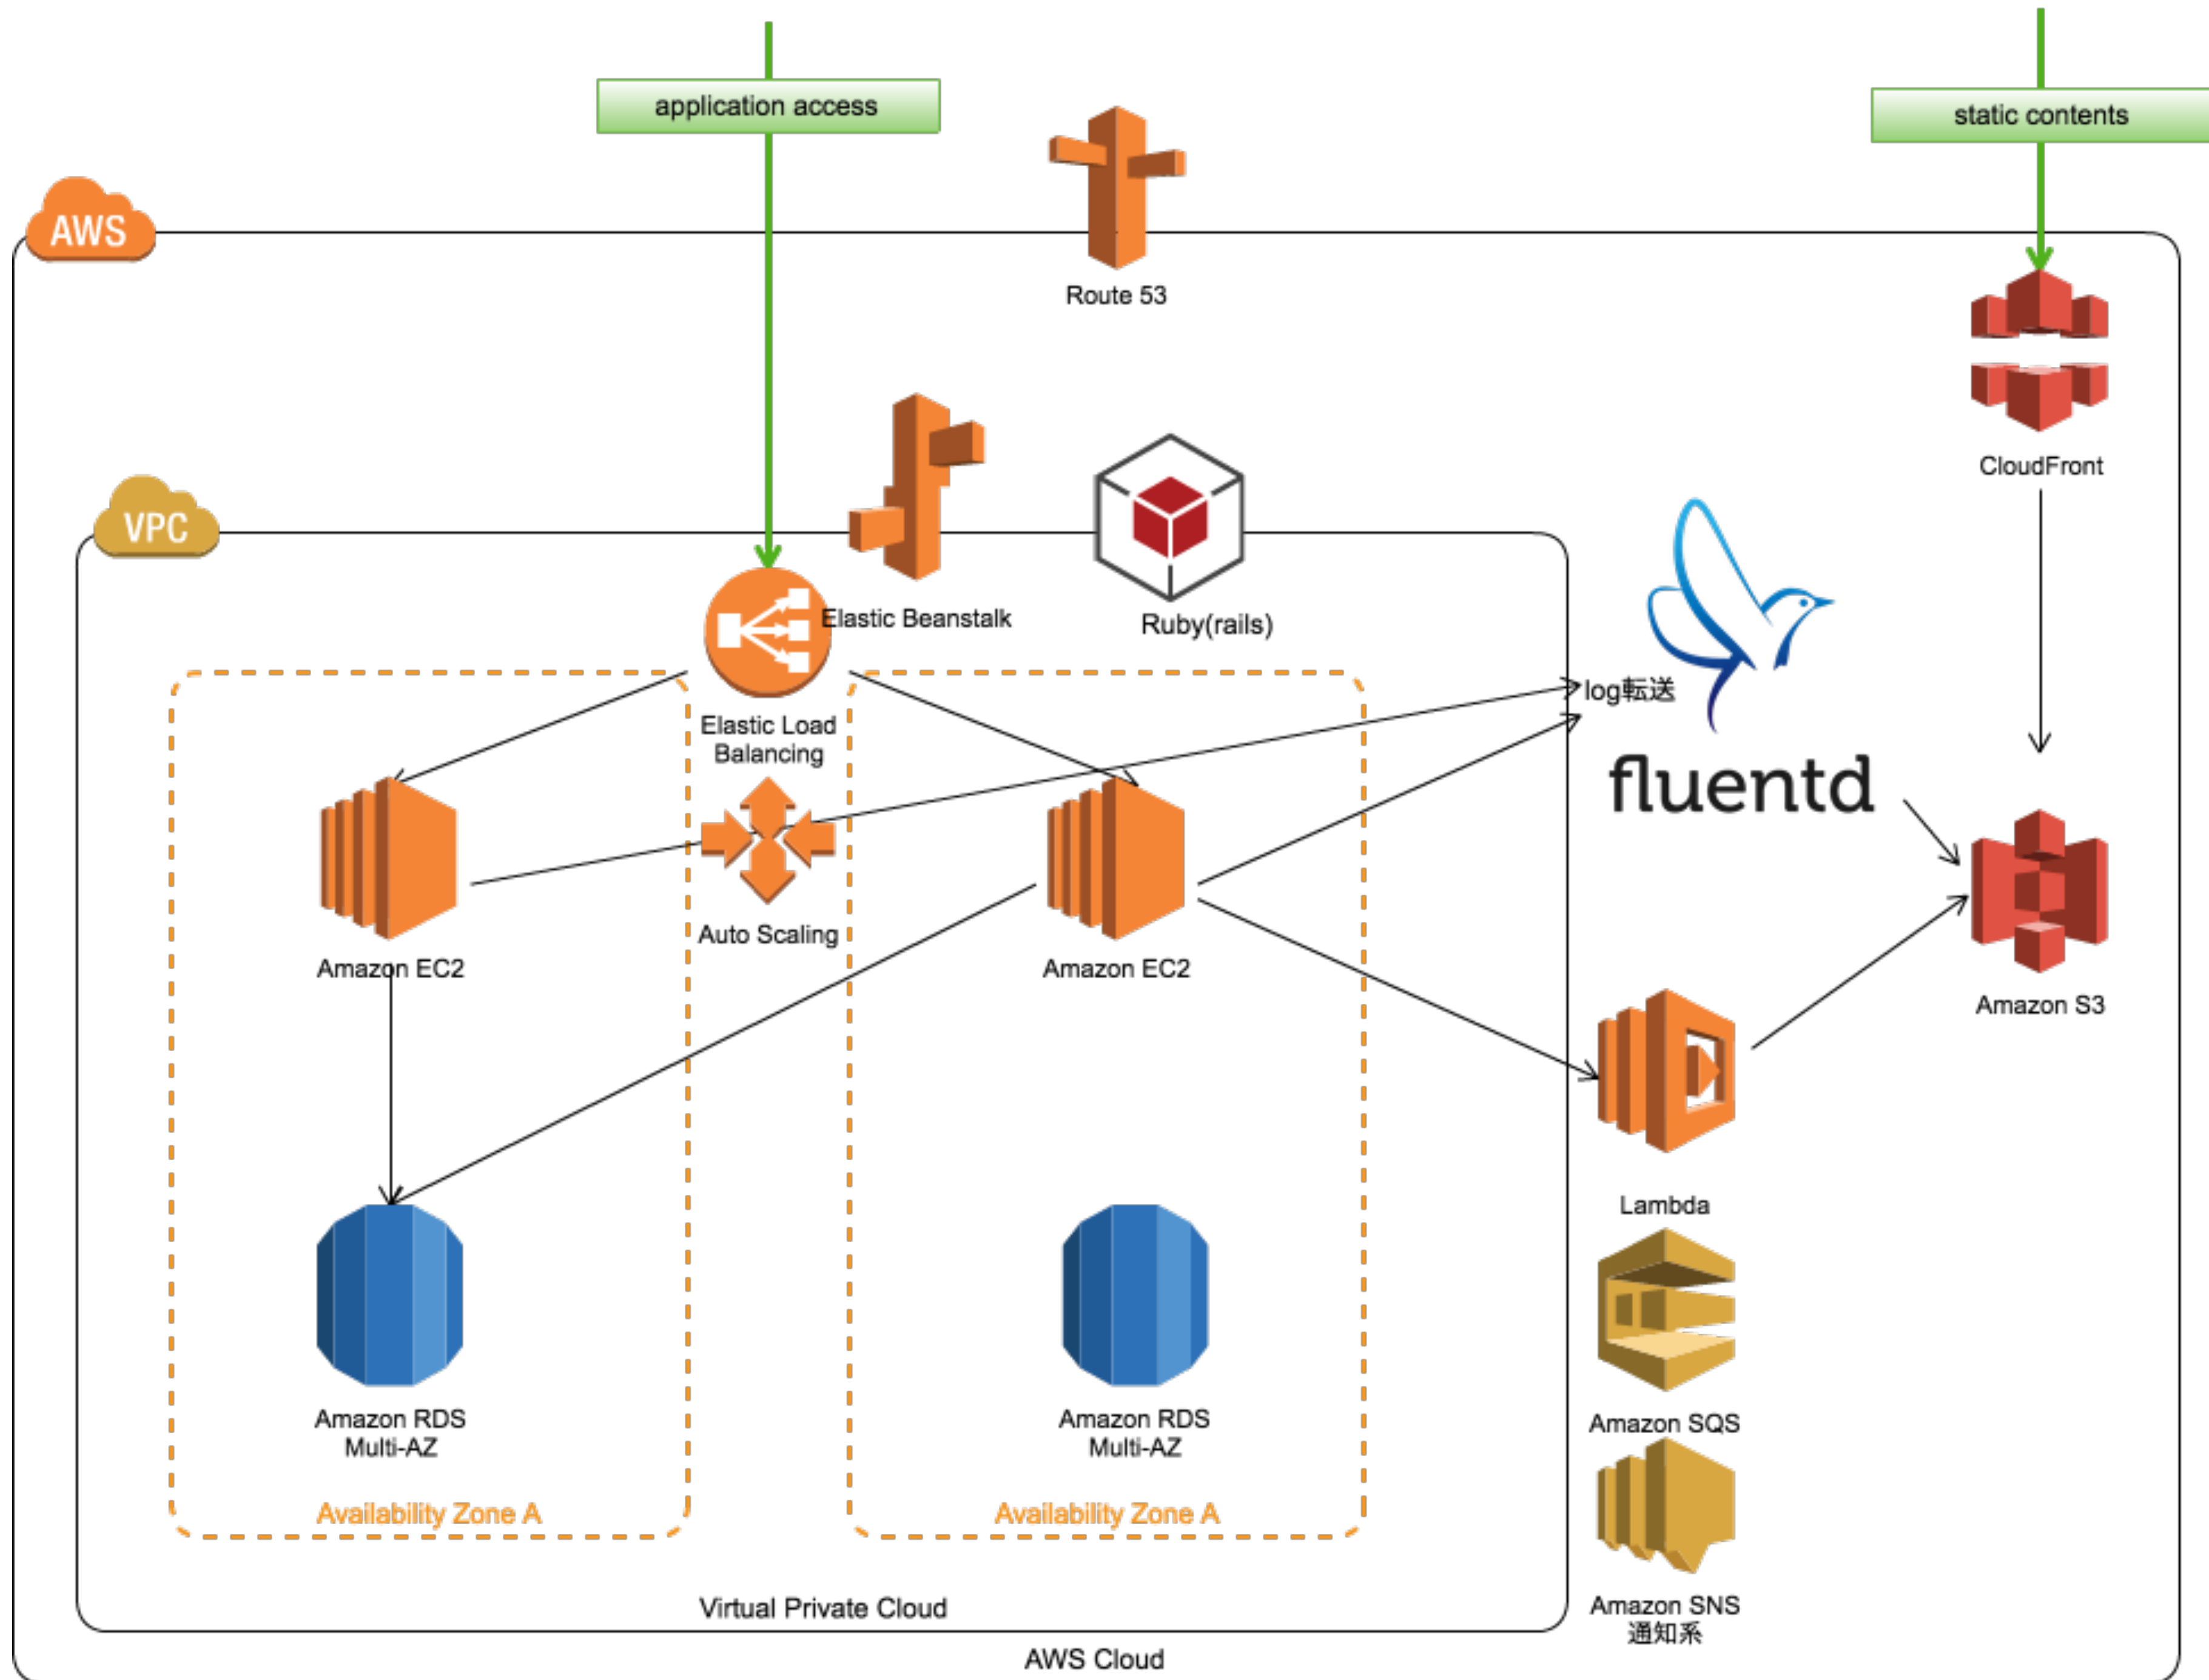 application access
static contents
AWS
Route 53
CloudFront
VPC
Elastic Beanstalk
Ruby(rails)
log転送
Elastic Load
Balancing
fluentd
Auto Scaling
Amazon EC2
Amazon EC2
Amazon S3
Lambda
Amazon RDS
Multi-AZ
Amazon RDS
Multi-AZ
Amazon SQS
Availability Zone A
Availability Zone A
Amazon SNS
通知系
Virtual Private Cloud
AWS Cloud